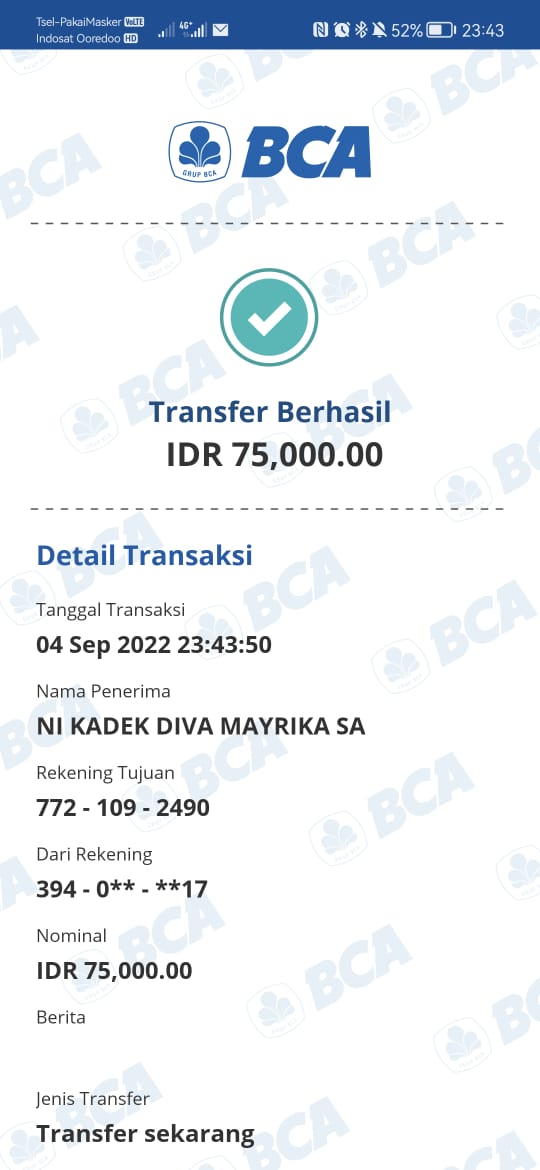 Tsel-PakaiMasker VoLTE
Indosat Ooredoo HD
4G+
52%
23:43
GRUP BCA
BCA
Transfer Berhasil
IDR 75,000.00
Detail Transaksi
Tanggal Transaksi
04 Sep 2022 23:43:50
Nama Penerima
NI KADEK DIVA MAYRIKA SA
Rekening Tujuan
772 - 109 - 2490
Dari Rekening
394 - 0** - **17
Nominal
IDR 75,000.00
Berita
Jenis Transfer
Transfer sekarang